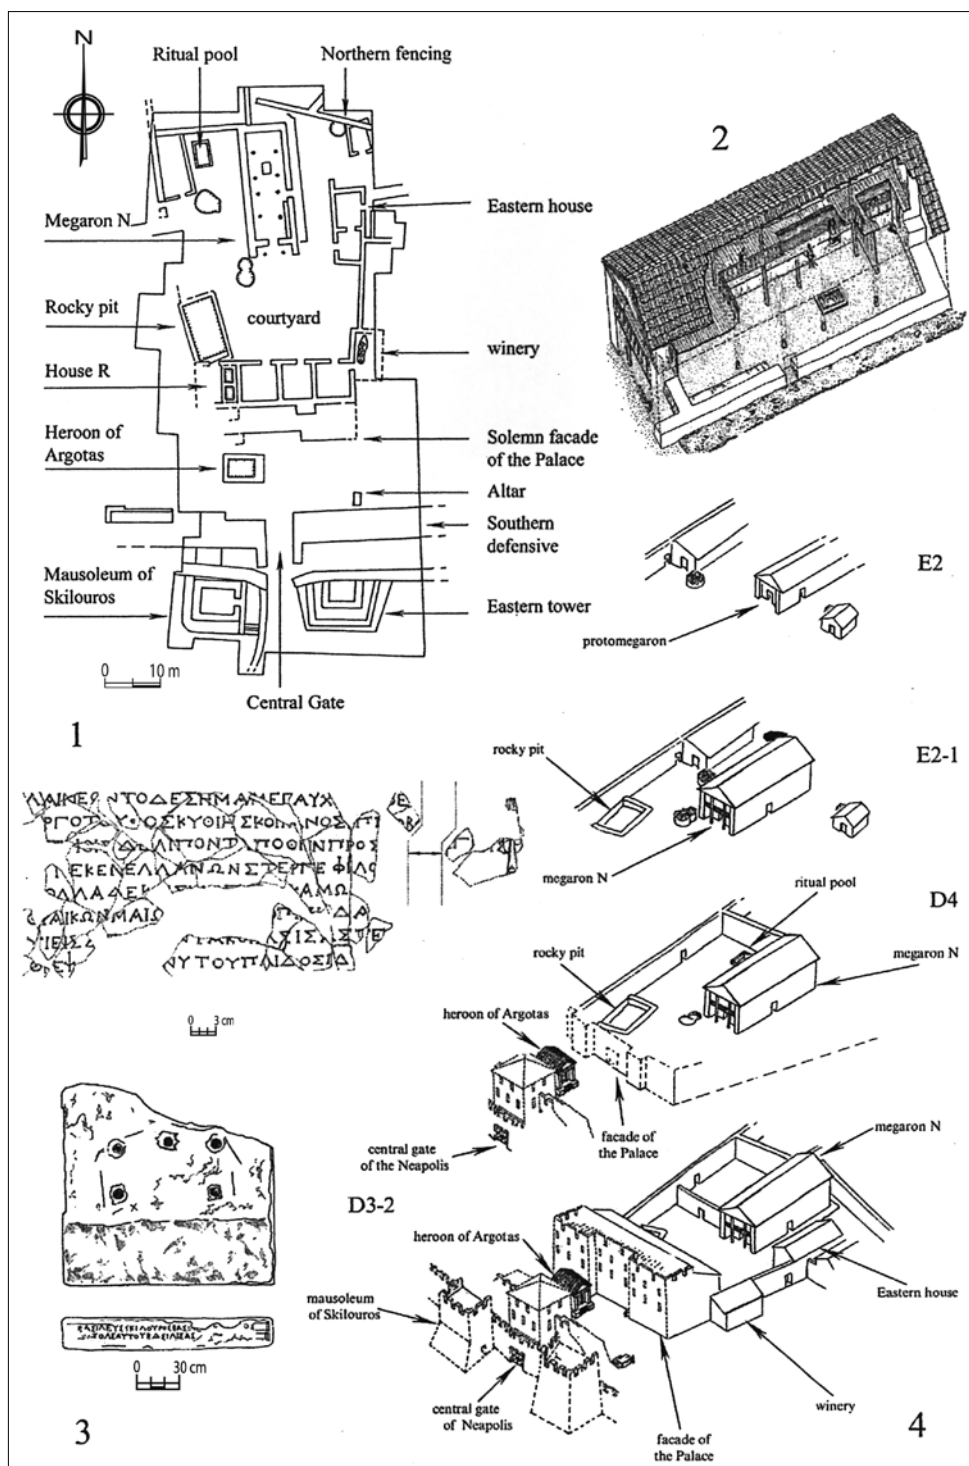 N
Ritual pool
Northern fencing
2
Megaron N
Eastern house
Rocky pit
courtyard
winery
House R
Heroon of
Argotas
Solemn facade
of the Palace
Altar
Southern
defensive
Mausoleum of
Skilouros
Eastern tower
0 10 m
Central Gate
1
E2
protomegaron
rocky pit
E2-1
megaron N
ritual pool
D4
rocky pit
megaron N
heroon of Argotas
central gate
of the Neapolis
facade of
the Palace
megaron N
D3-2
heroon of Argotas
mausoleum
of Skilouros
Eastern house
central gate
of Neapolis
winery
facade of
the Palace
4
0 3 cm
0 30 cm
3